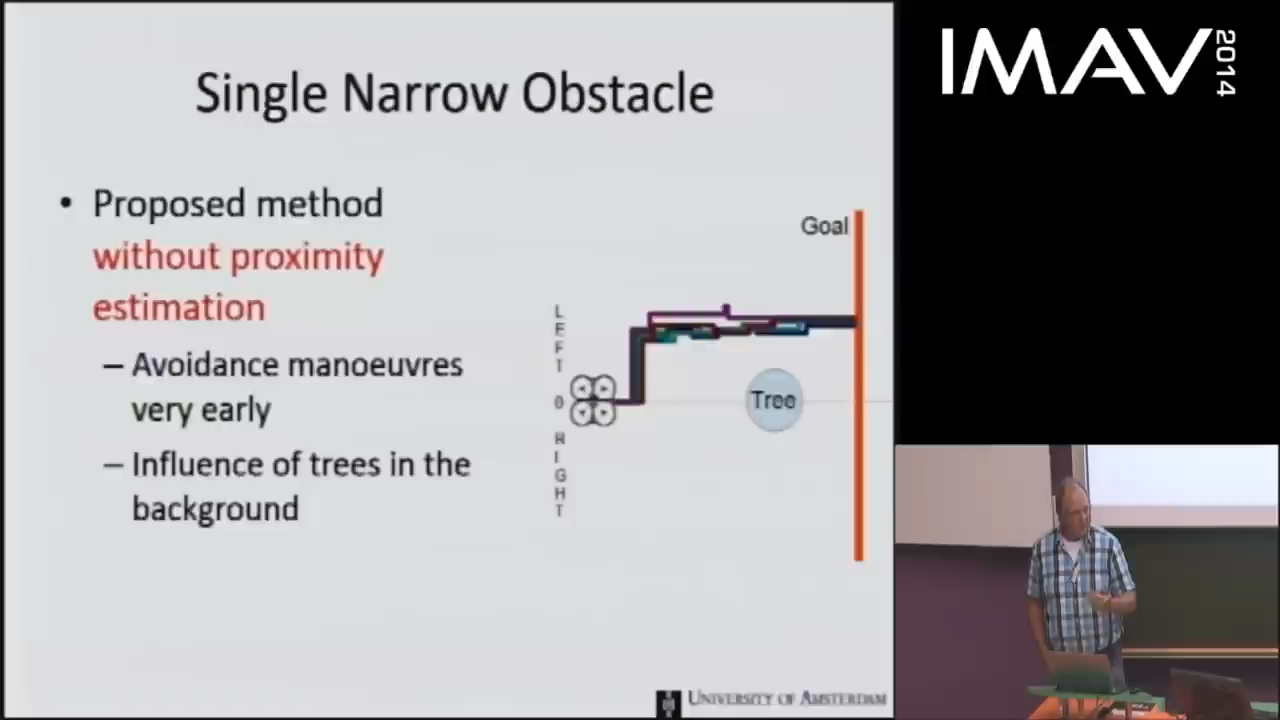 Single Narrow Obstacle
• Proposed method
without proximity
estimation
– Avoidance manoeuvres
very early
– Influence of trees in the
background
Goal
LEFT 0 RIGHT
Tree
UNIVERSITY OF AMSTERDAM
IMAV 2014